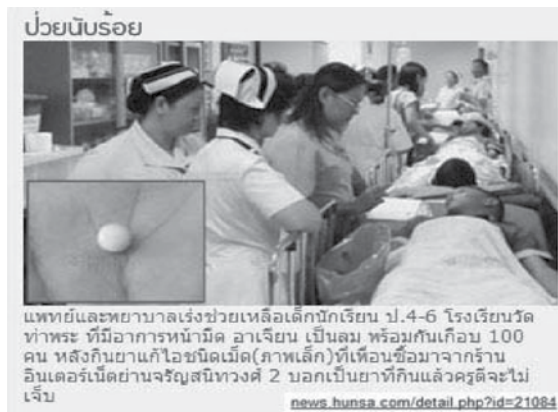 ป่วยนับร้อย
แพทย์และพยาบาลเร่งช่วยเหลือเด็กนักเรียน ป.4-6 โรงเรียนวัด
ท่าพระ ที่มีอาการหน้ามืด อาเจียน เป็นลม พร้อมกันเกือบ 100
คน หลังกินยาแก้ไอชนิดเม็ด(ภาพเล็ก)ที่เพื่อนซื้อมาจากร้าน
อินเตอร์เน็ตย่านจรัญสนิทวงศ์ 2 บอกเป็นยาที่กินแล้วครูตีจะไม่
เจ็บ
news.hunsa.com/detail.php?id=21084